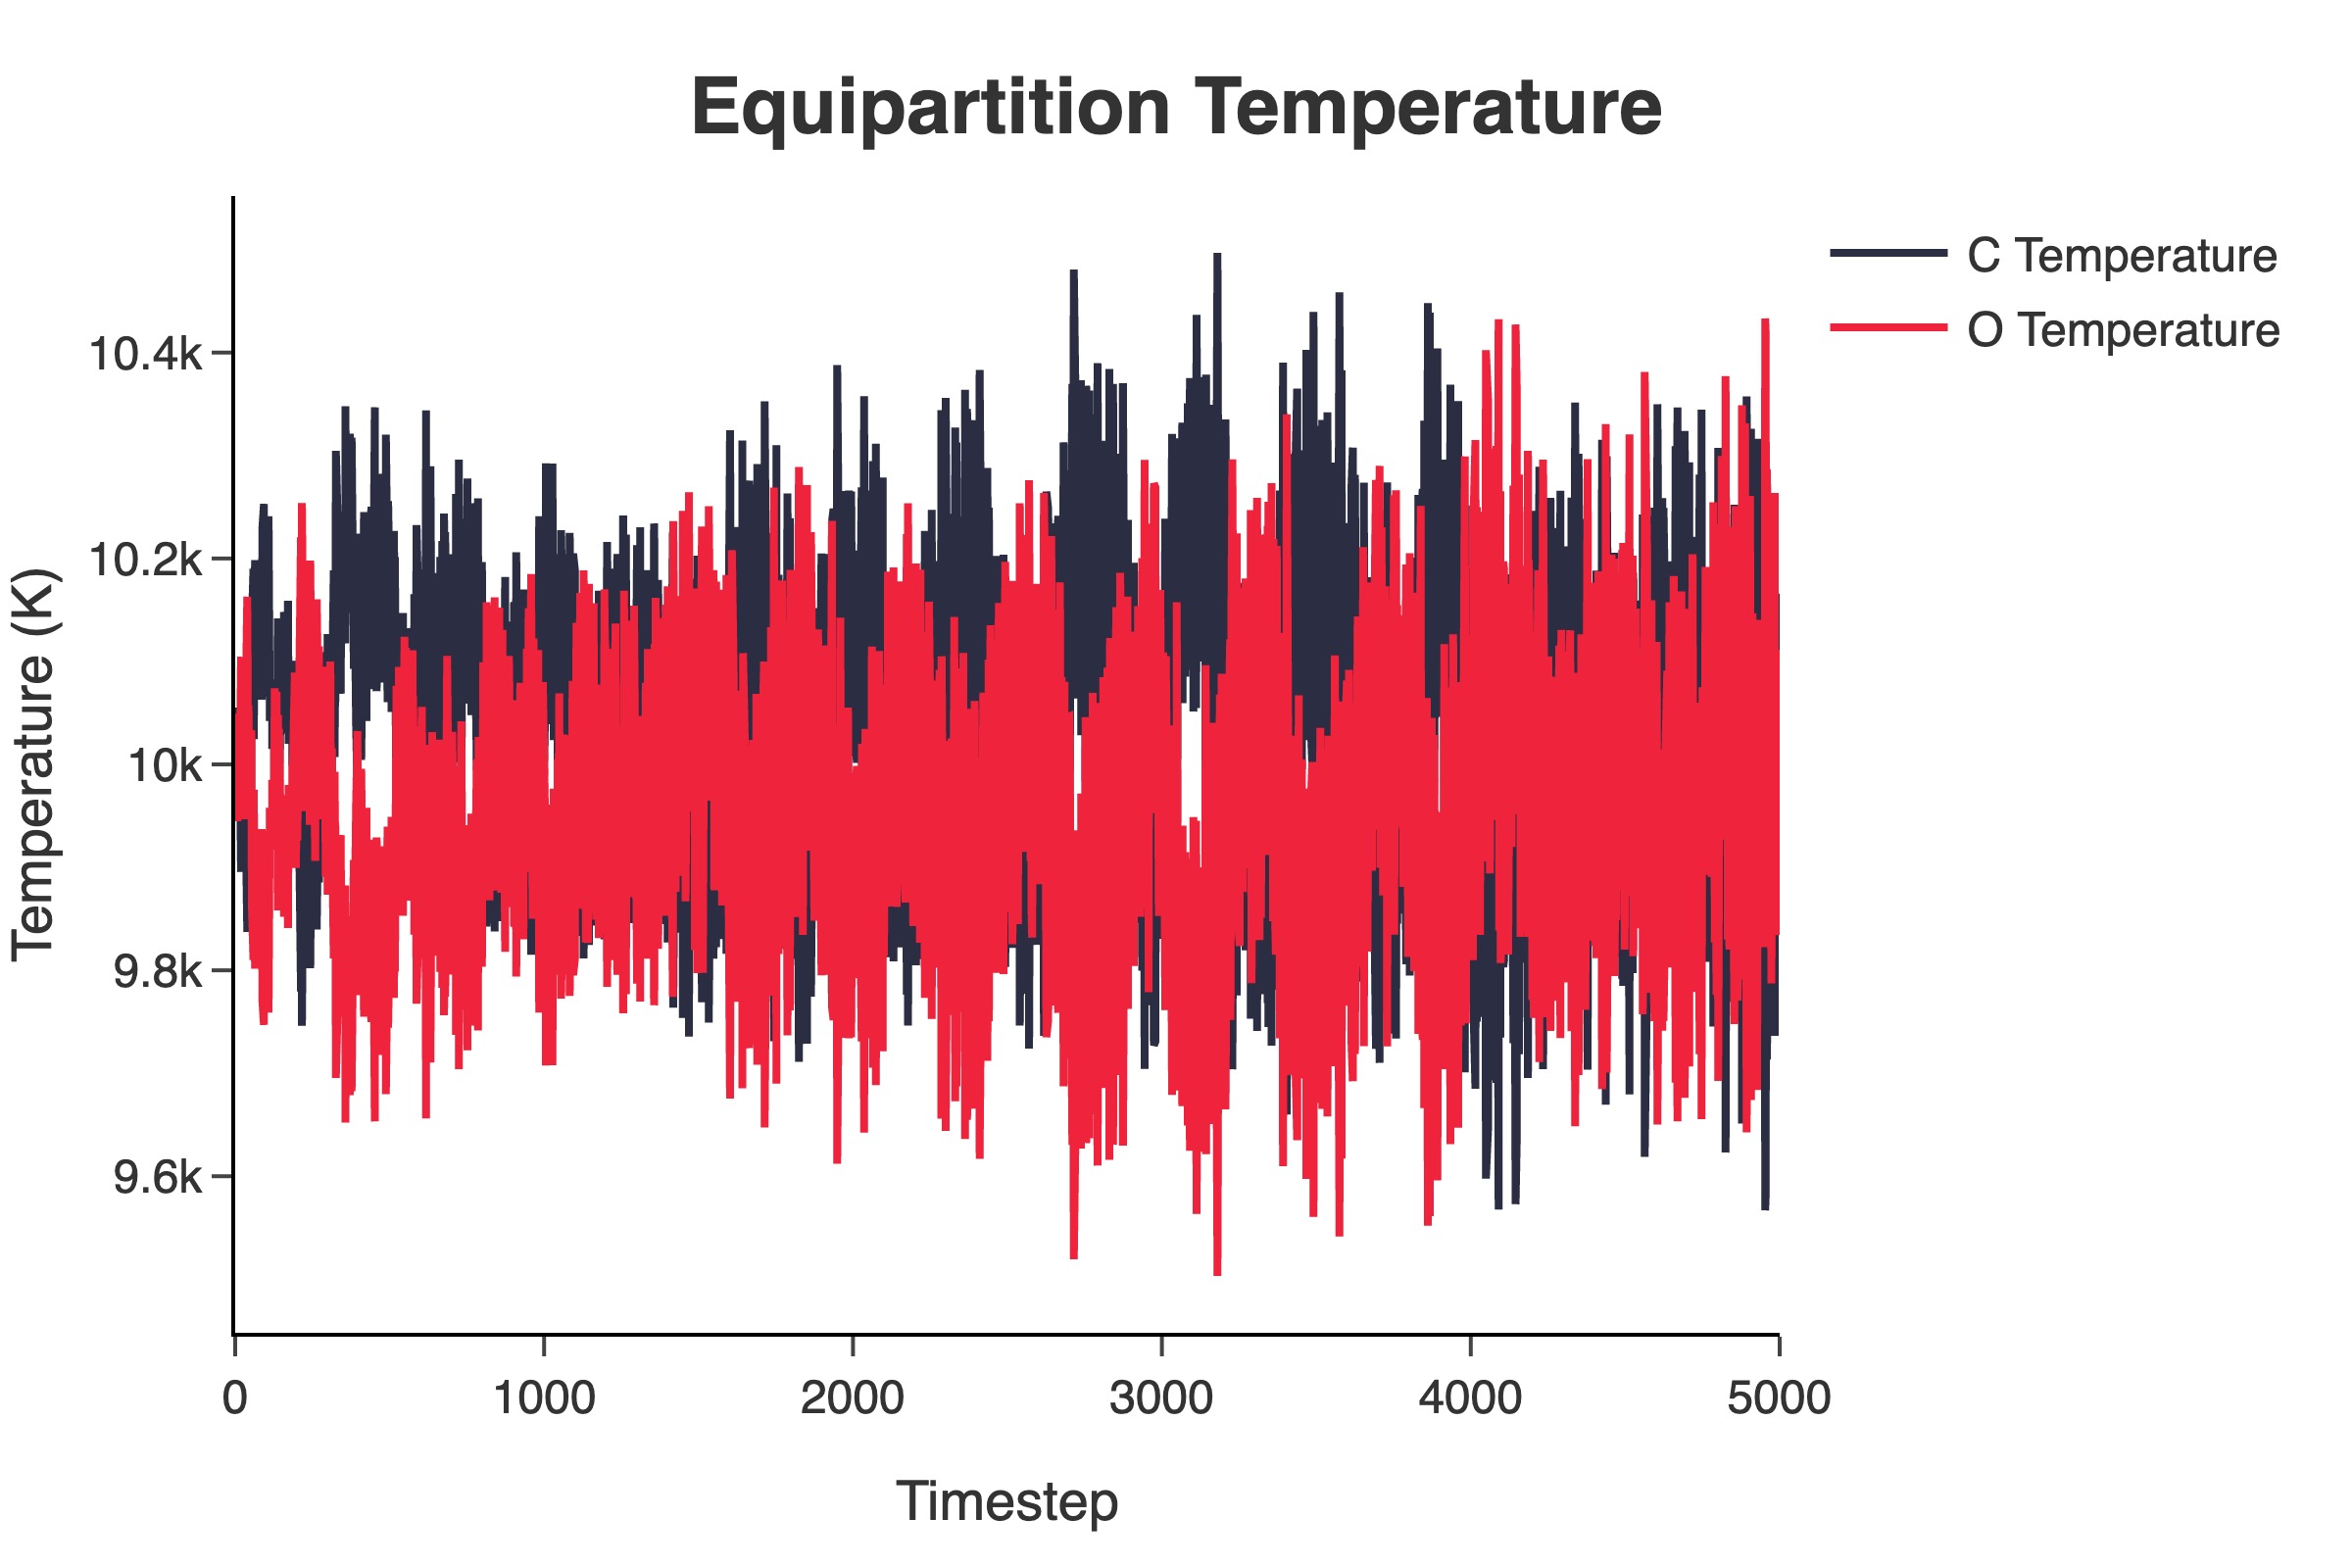 Equipartition Temperature
C Temperature
O Temperature
10.4k
10.2k
10k
9.8k
9.6k
Temperature (K)
0 1000 2000 3000 4000 5000
Timestep